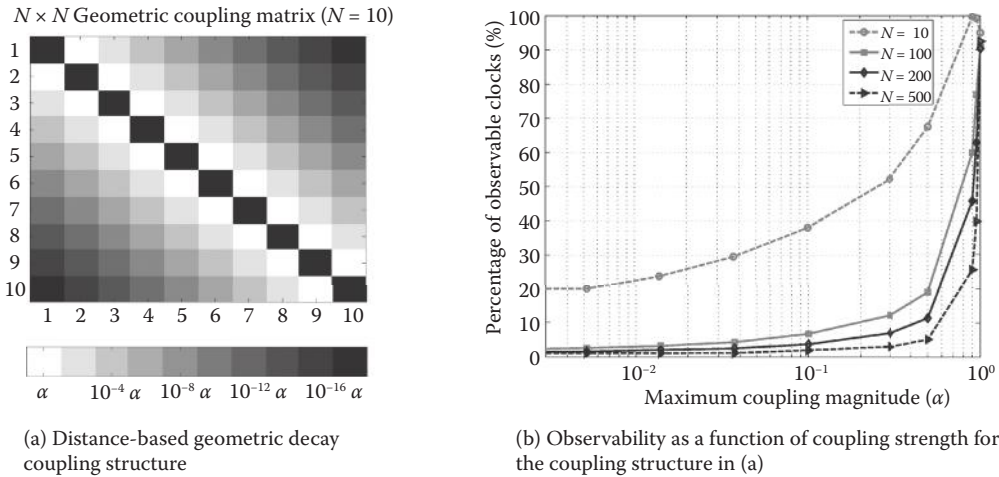 N × N Geometric coupling matrix (N = 10)
1
2
3
4
5
6
7
8
9
10
1 2 3 4 5 6 7 8 9 10
α 10⁻⁴ α 10⁻⁸ α 10⁻¹² α 10⁻¹⁶ α
(a) Distance-based geometric decay
coupling structure
Percentage of observable clocks (%)
100
90
80
70
60
50
40
30
20
10
0
N = 10
N = 100
N = 200
N = 500
10⁻² 10⁻¹ 10⁰
Maximum coupling magnitude (α)
(b) Observability as a function of coupling strength for
the coupling structure in (a)